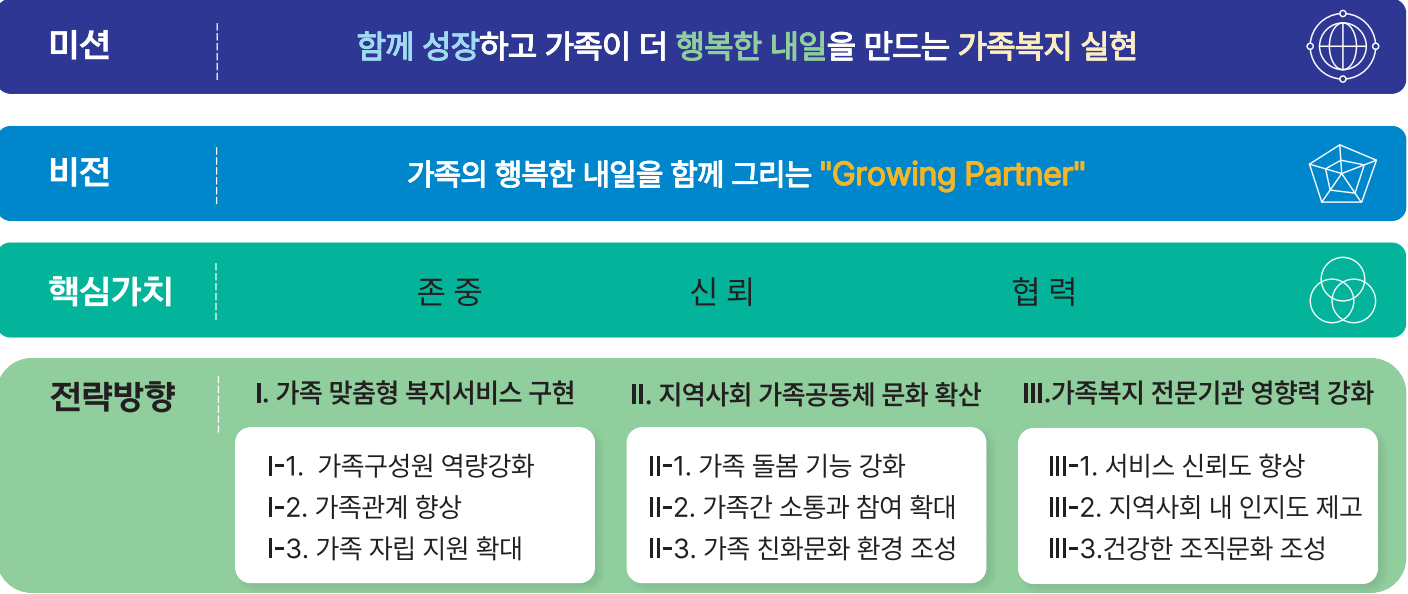 미션
함께 성장하고 가족이 더 행복한 내일을 만드는 가족복지 실현
비전
가족의 행복한 내일을 함께 그리는 "Growing Partner"
핵심가치
존 중
신 뢰
협 력
전략방향
I. 가족 맞춤형 복지서비스 구현
I-1. 가족구성원 역량강화
I-2. 가족관계 향상
I-3. 가족 자립 지원 확대
II. 지역사회 가족공동체 문화 확산
II-1. 가족 돌봄 기능 강화
II-2. 가족간 소통과 참여 확대
II-3. 가족 친화문화 환경 조성
III.가족복지 전문기관 영향력 강화
III-1. 서비스 신뢰도 향상
III-2. 지역사회 내 인지도 제고
III-3.건강한 조직문화 조성